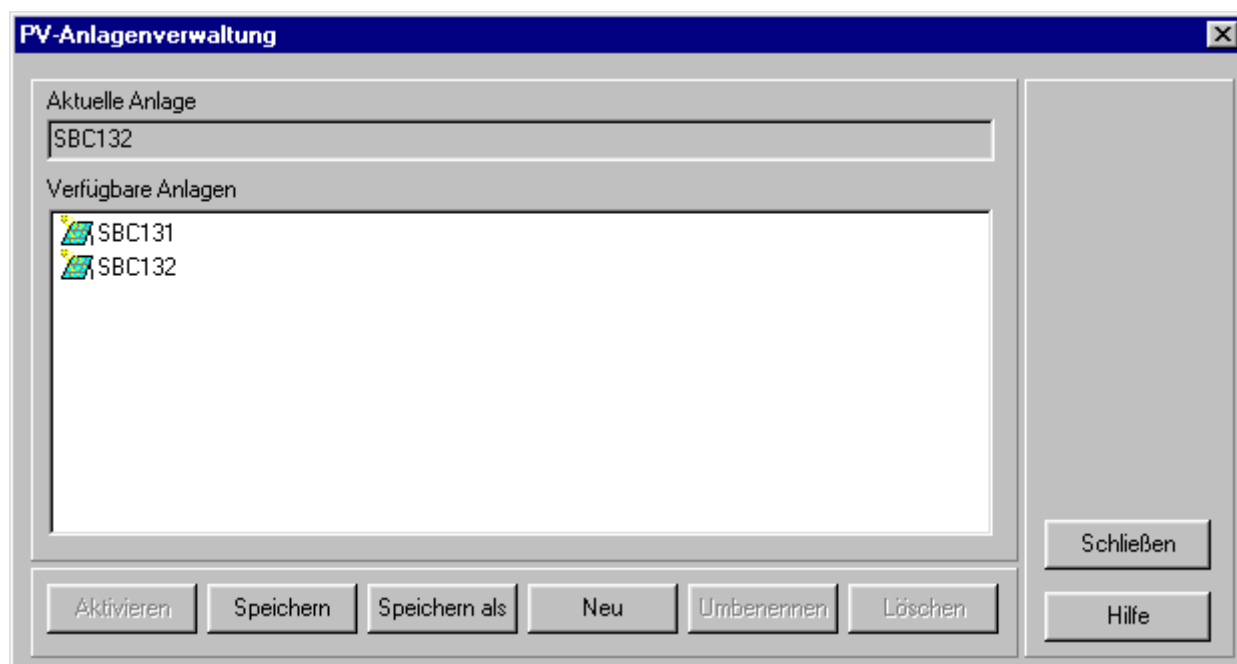 PV-Anlagenverwaltung
Aktuelle Anlage
SBC132
Verfügbare Anlagen
SBC131
SBC132
Schließen
Aktivieren Speichern Speichern als Neu Umbenennen Löschen
Hilfe